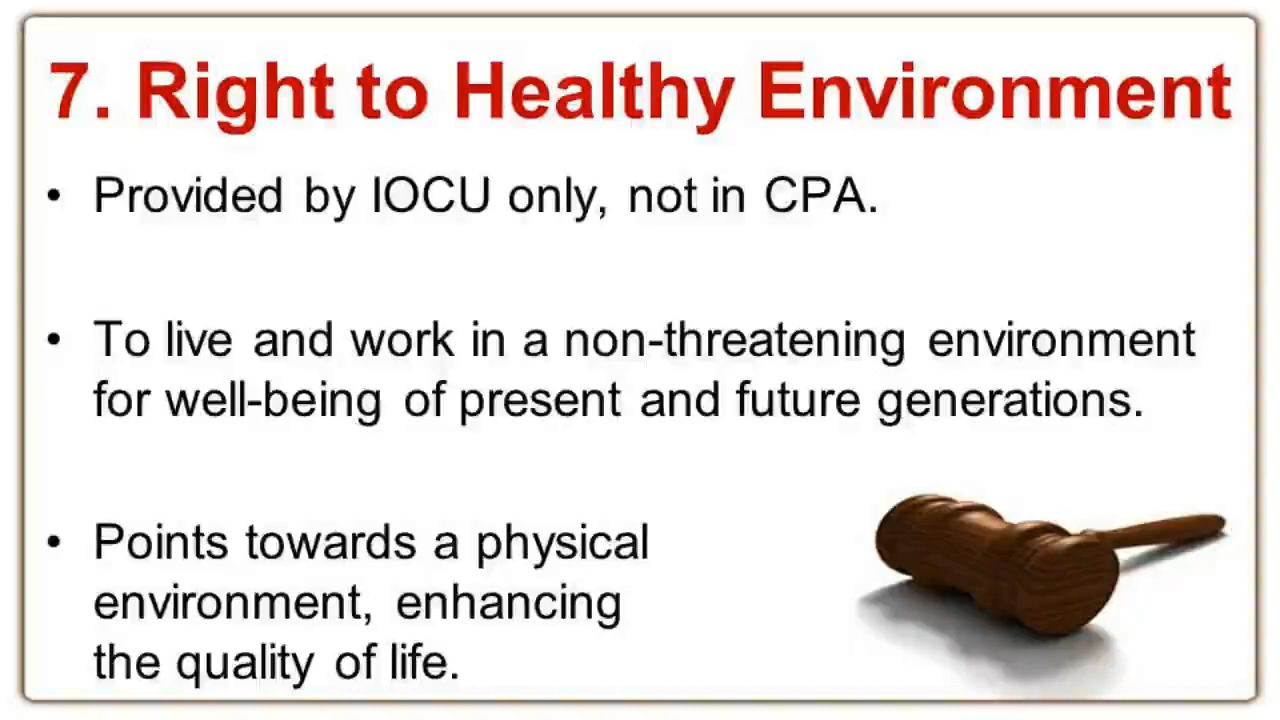 7. Right to Healthy Environment
• Provided by IOCU only, not in CPA.
• To live and work in a non-threatening environment
for well-being of present and future generations.
• Points towards a physical
environment, enhancing
the quality of life.